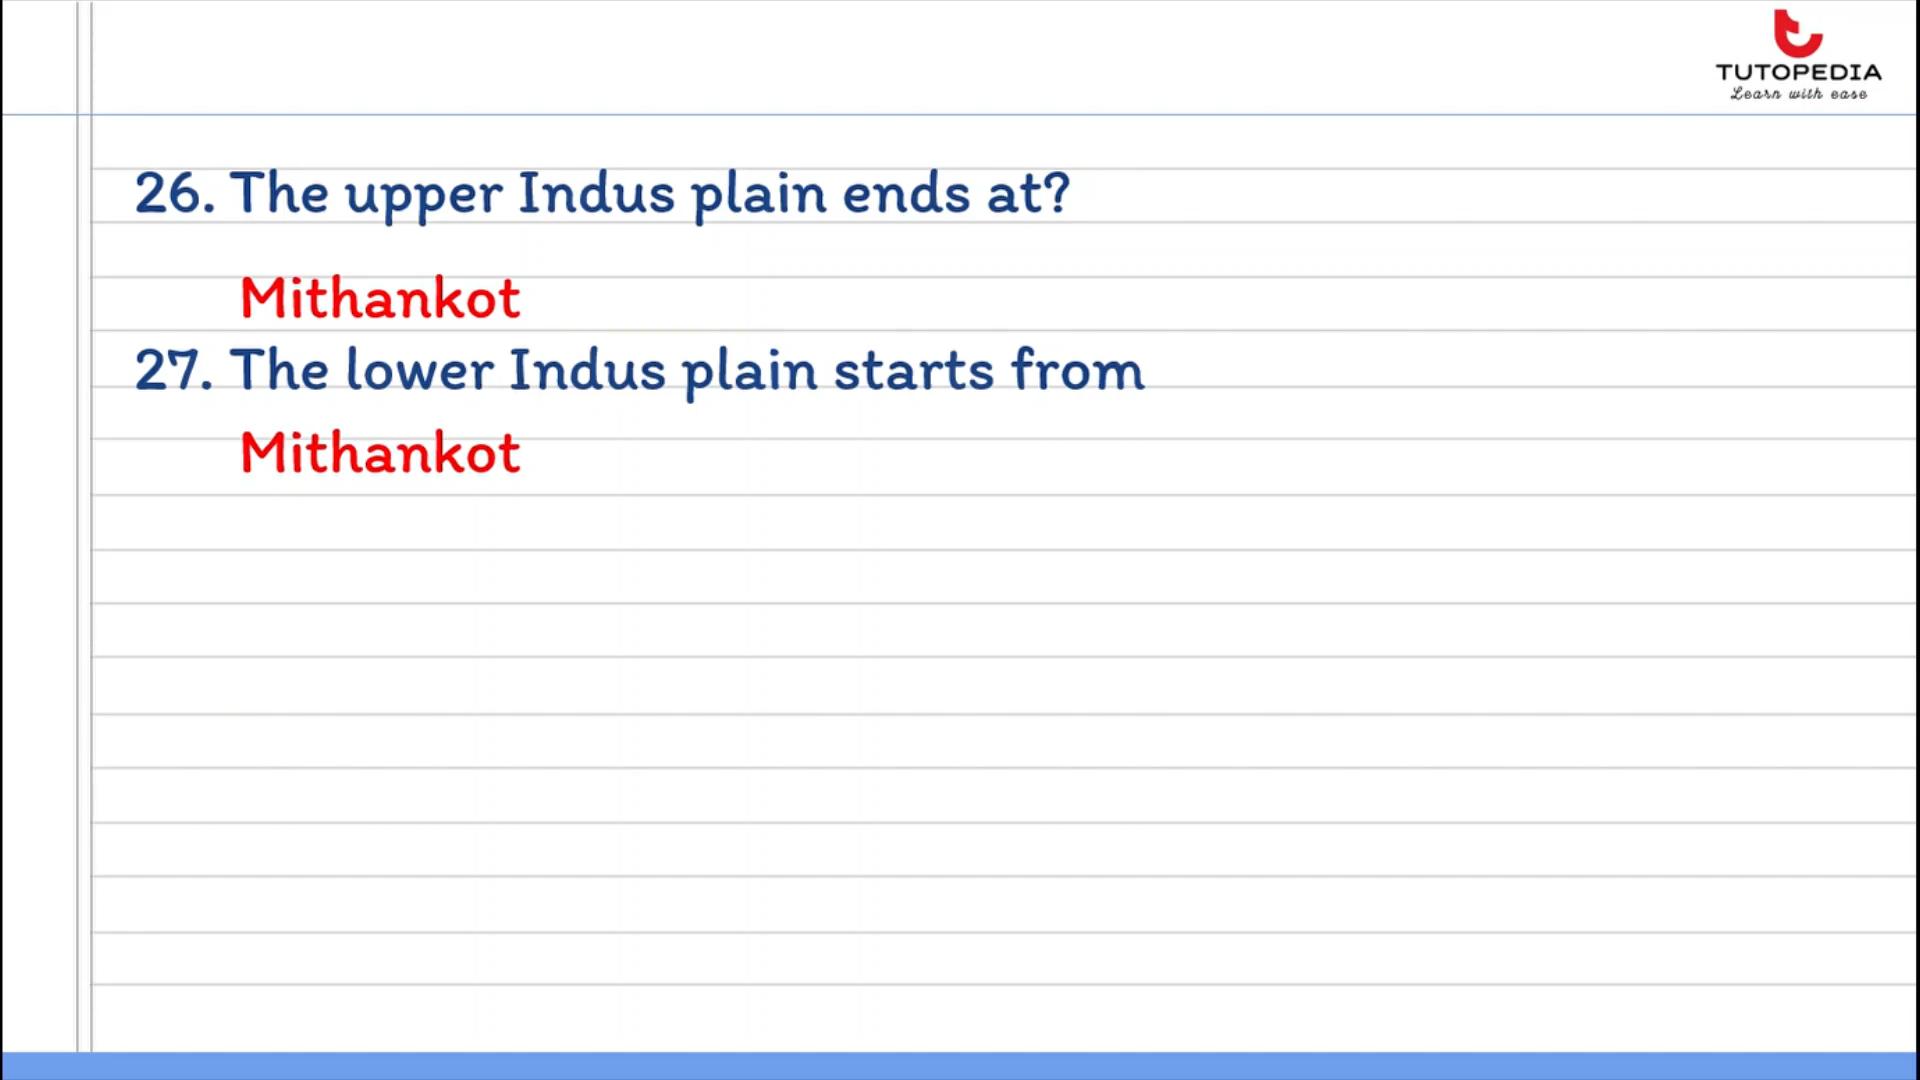 TUTOPEDIA
Learn with ease
26. The upper Indus plain ends at?
Mithankot
27. The lower Indus plain starts from
Mithankot